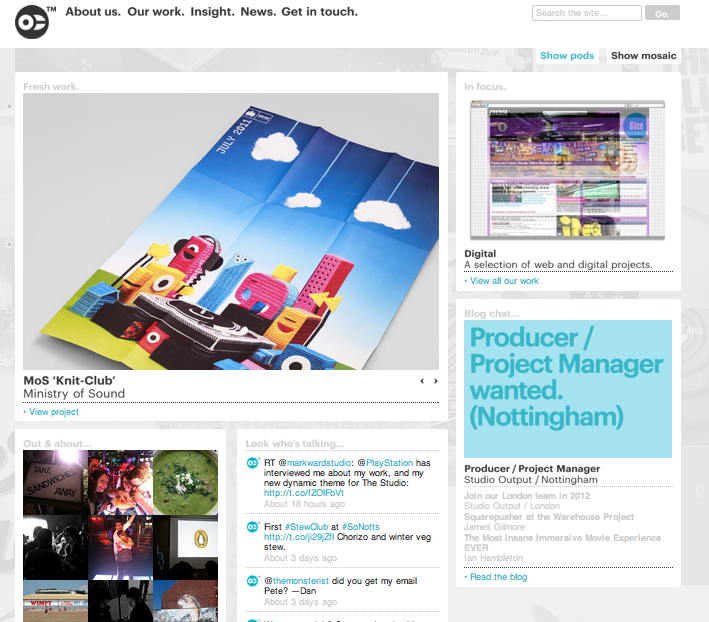 TM
About us. Our work. Insight. News. Get in touch.
Search the site...
Go.
Show pods
Show mosaic
Fresh work.
JULY 2011
MoS ‘Knit-Club’
‹ ›
Ministry of Sound
• View project
In focus.
Digital
A selection of web and digital projects.
• View all our work
Blog chat...
Producer /
Project Manager
wanted.
(Nottingham)
Producer / Project Manager
Studio Output / Nottingham
Join our London team in 2012
Studio Output / London
Squarepusher at the Warehouse Project
James Gilmore
The Most Insane Immersive Movie Experience
EVER
Ian Hambleton
• Read the blog
Out & about...
TAKE
SANDWICHES
AWAY
WIMPY
Look who's talking...
RT @markwardstudio: @PlayStation has
interviewed me about my work, and my
new dynamic theme for The Studio:
http://t.co/fZOIFbVt
About 18 hours ago
First #StewClub at #SoNotts
http://t.co/ji29jZfI Chorizo and winter veg
stew.
About 3 days ago
@themonsterist did you get my email
Pete? —Dan
About 3 days ago